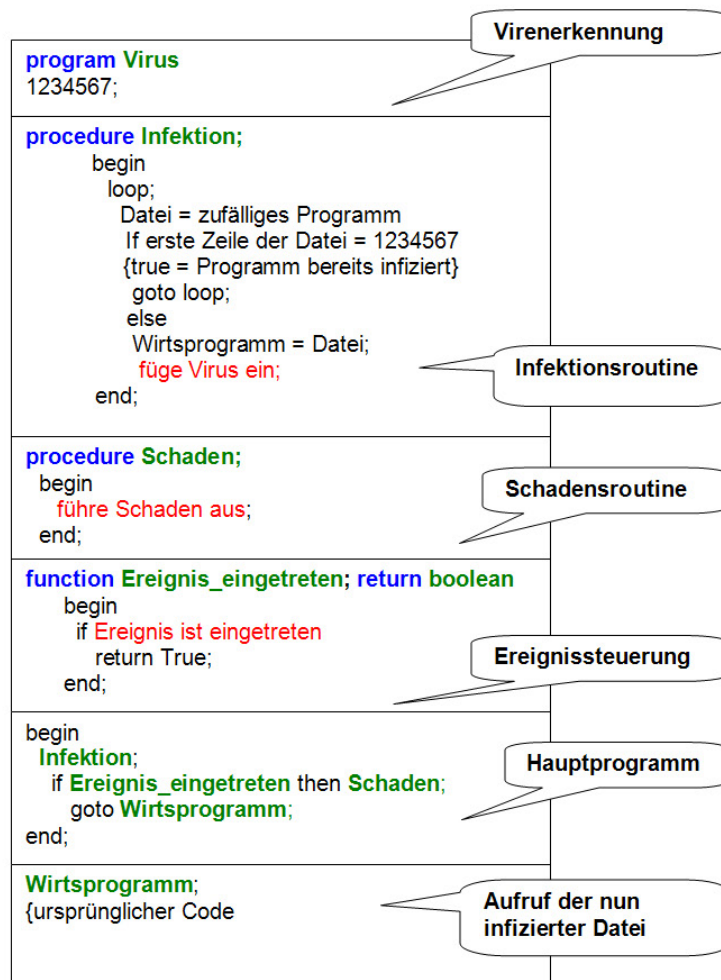 Virenerkennung
program Virus
1234567;
procedure Infektion;
begin
loop;
Datei = zufälliges Programm
If erste Zeile der Datei = 1234567
{true = Programm bereits infiziert}
goto loop;
else
Wirtsprogramm = Datei;
füge Virus ein;
end;
Infektionsroutine
procedure Schaden;
begin
führe Schaden aus;
end;
Schadensroutine
function Ereignis_eingetreten; return boolean
begin
if Ereignis ist eingetreten
return True;
end;
Ereignissteuerung
begin
Infektion;
if Ereignis_eingetreten then Schaden;
goto Wirtsprogramm;
end;
Hauptprogramm
Wirtsprogramm;
{ursprünglicher Code
Aufruf der nun
infizierter Datei